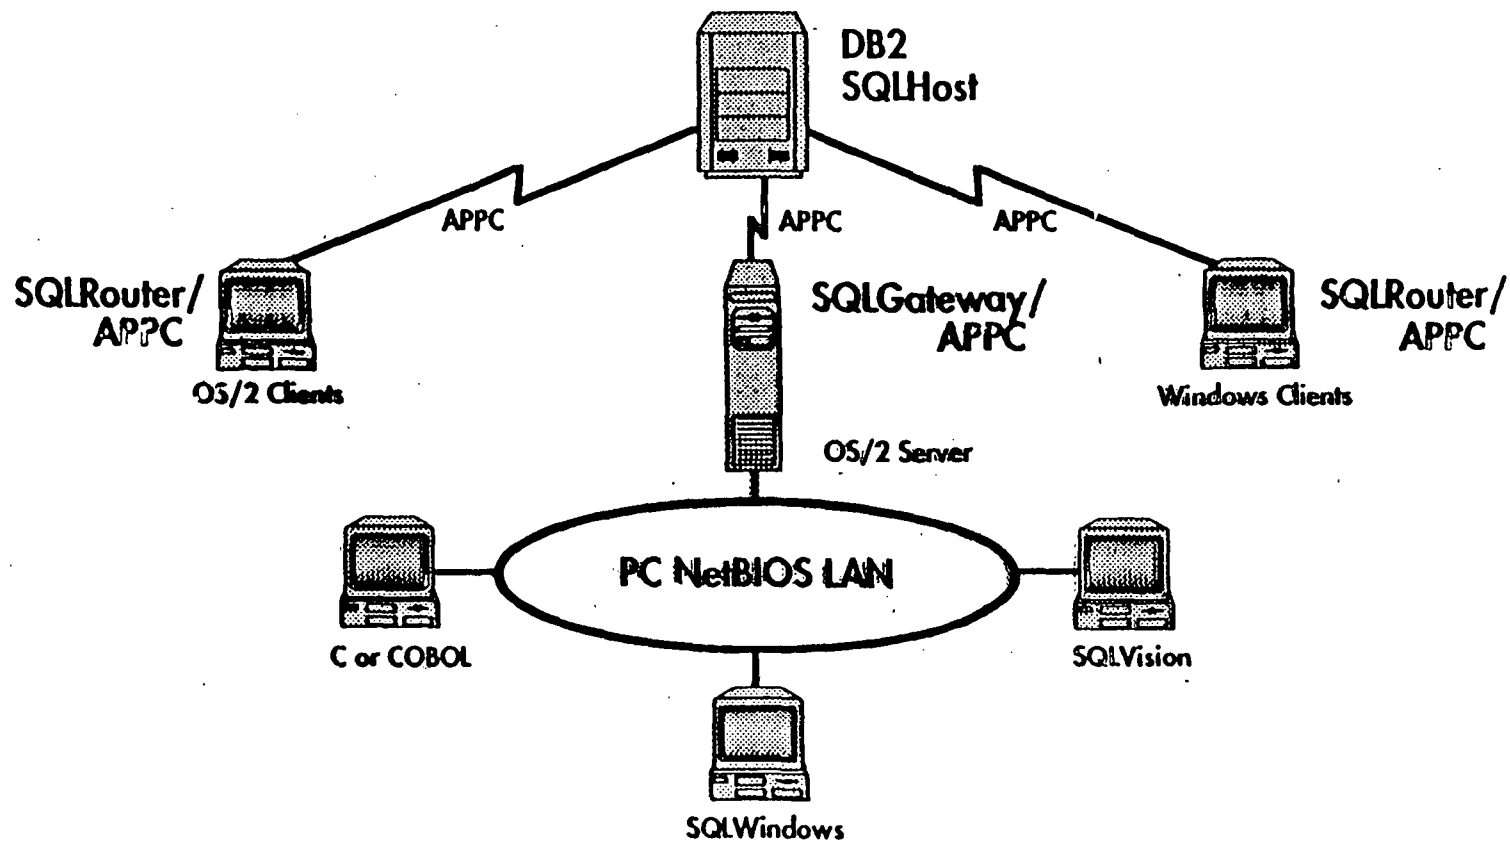 DB2
SQLHost
APPC
APPC
APPC
SQLRouter/
APPC
OS/2 Clients
SQLGateway/
APPC
SQLRouter/
APPC
Windows Clients
OS/2 Server
PC NetBIOS LAN
C or COBOL
SQLVision
SQLWindows